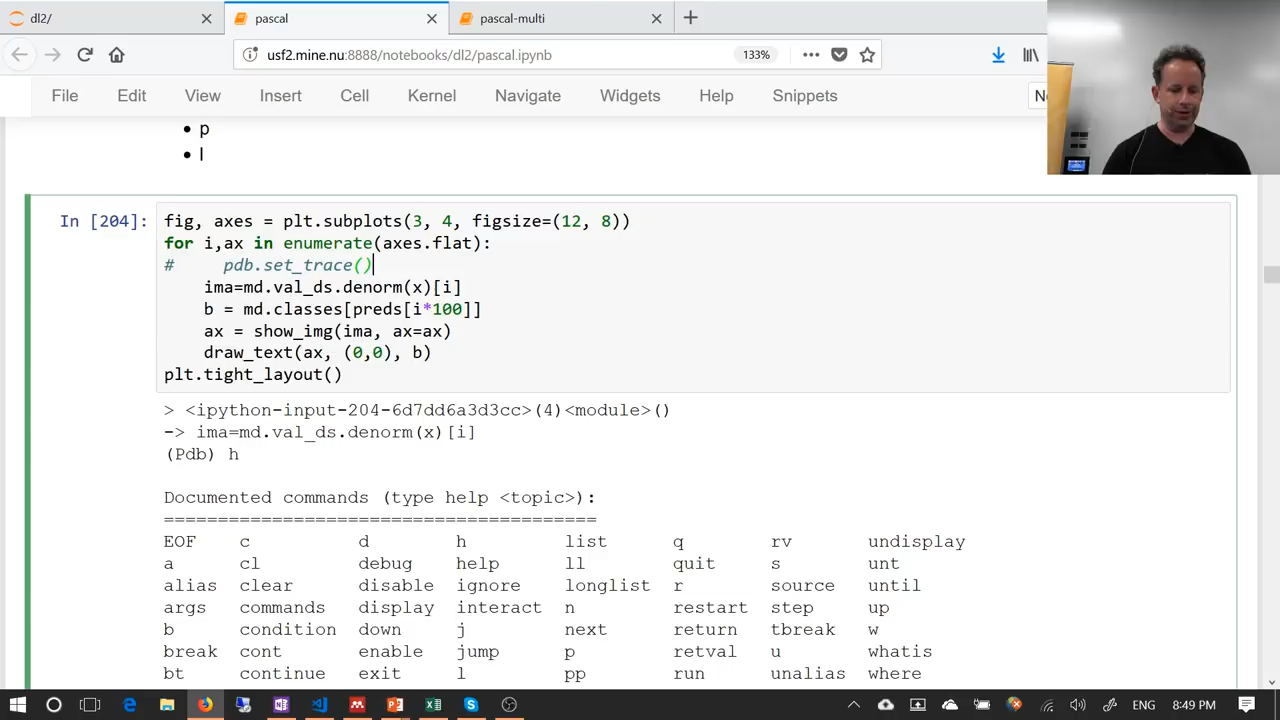 dl2/
pascal
pascal-multi
usf2.mine.nu:8888/notebooks/dl2/pascal.ipynb
133%
File Edit View Insert Cell Kernel Navigate Widgets Help Snippets
• p
• l
In [204]:
fig, axes = plt.subplots(3, 4, figsize=(12, 8))
for i,ax in enumerate(axes.flat):
#     pdb.set_trace()
    ima=md.val_ds.denorm(x)[i]
    b = md.classes[preds[i*100]]
    ax = show_img(ima, ax=ax)
    draw_text(ax, (0,0), b)
plt.tight_layout()
> <ipython-input-204-6d7dd6a3d3cc>(4)<module>()
-> ima=md.val_ds.denorm(x)[i]
(Pdb) h
Documented commands (type help <topic>):
========================================
EOF c d h list q rv undisplay
a cl debug help ll quit s unt
alias clear disable ignore longlist r source until
args commands display interact n restart step up
b condition down j next return tbreak w
break cont enable jump p retval u whatis
bt continue exit l pp run unalias where
ENG 8:49 PM